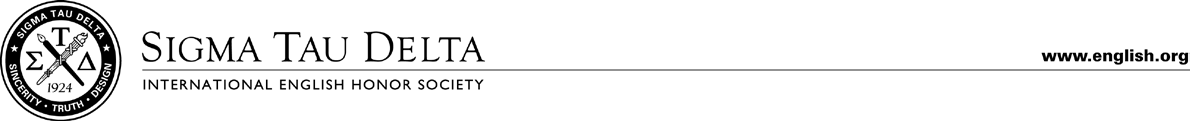 SIGMA TAU DELTA
Σ Τ Δ
1924
SINCERITY · TRUTH · DESIGN
SIGMA TAU DELTA
INTERNATIONAL ENGLISH HONOR SOCIETY
www.english.org